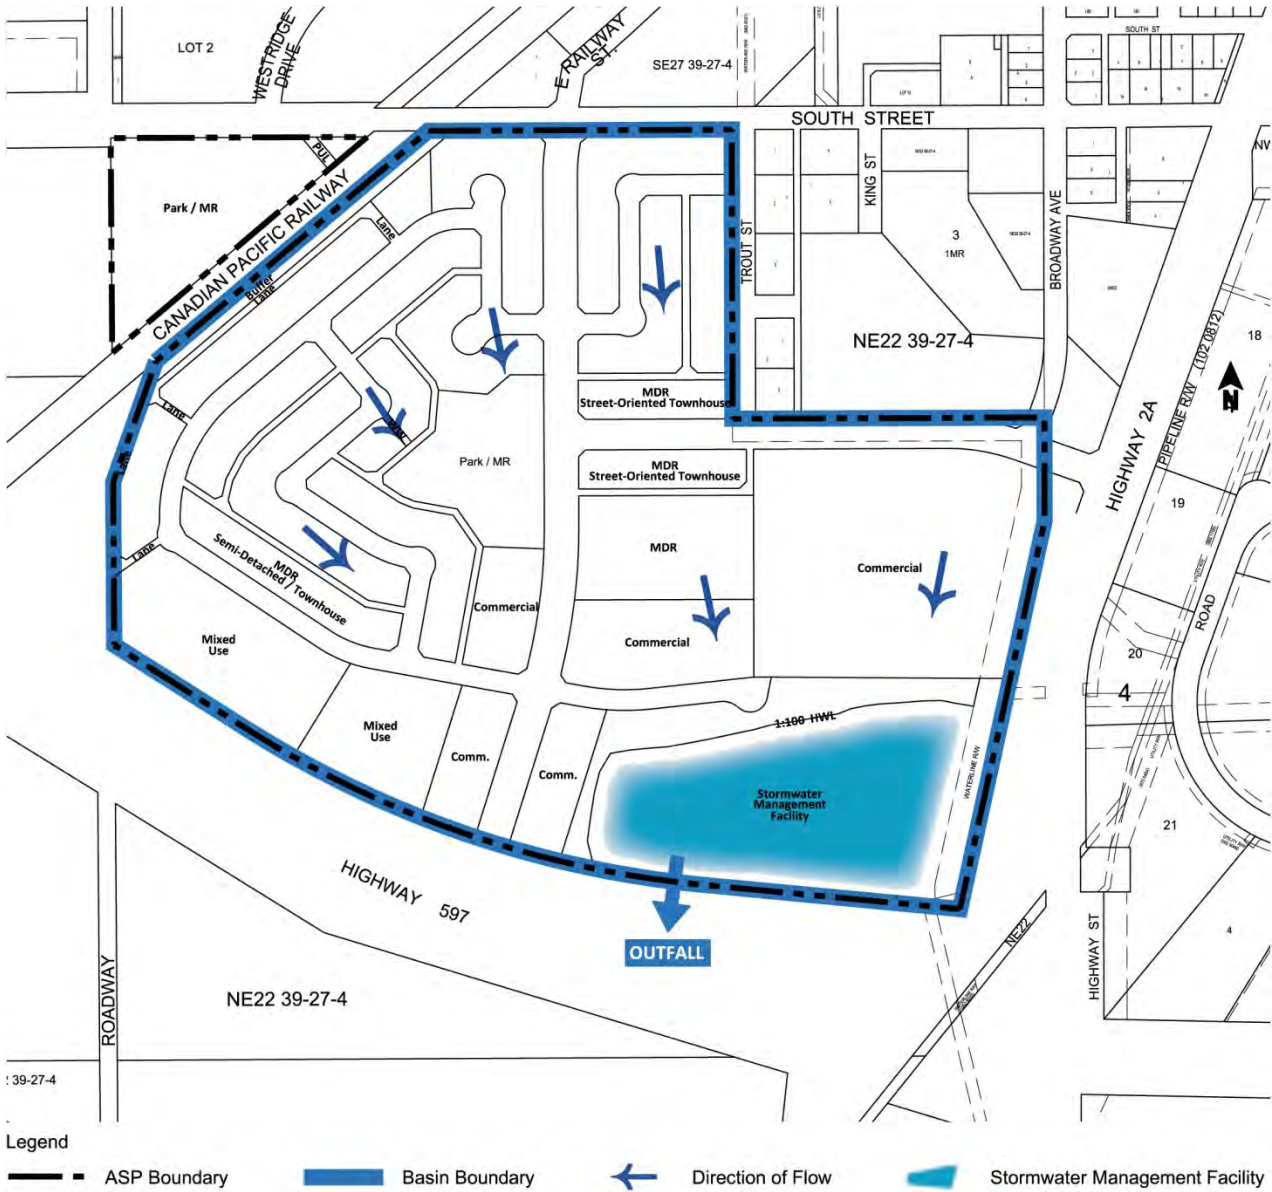 SOUTH ST
LOT 2
WESTRIDGE
DRIVE
E RAILWAY
ST.
SE27 39-27-4
SOUTH STREET
PUL
Park / MR
CANADIAN PACIFIC RAILWAY
Lane
Buffer
Lane
TROUT ST
KING ST
3
1MR
BROADWAY AVE
NE22 39-27-4
HIGHWAY 2A
PIPELINE R/W (102 0812)
18
N
MDR
Street-Oriented Townhouse
Lane
Lane
W/W
Park / MR
MDR
Street-Oriented Townhouse
19
MDR
Commercial
Lane
MDR
Semi-Detached / Townhouse
Commercial
Commercial
ROAD
Mixed
Use
20
4
Mixed
Use
1:100 HWL
Comm.
Comm.
WATERLINE R/W
Stormwater
Management
Facility
21
HIGHWAY 597
OUTFALL
NE22
4
HIGHWAY ST
ROADWAY
NE22 39-27-4
39-27-4
Legend
ASP Boundary
Basin Boundary
Direction of Flow
Stormwater Management Facility